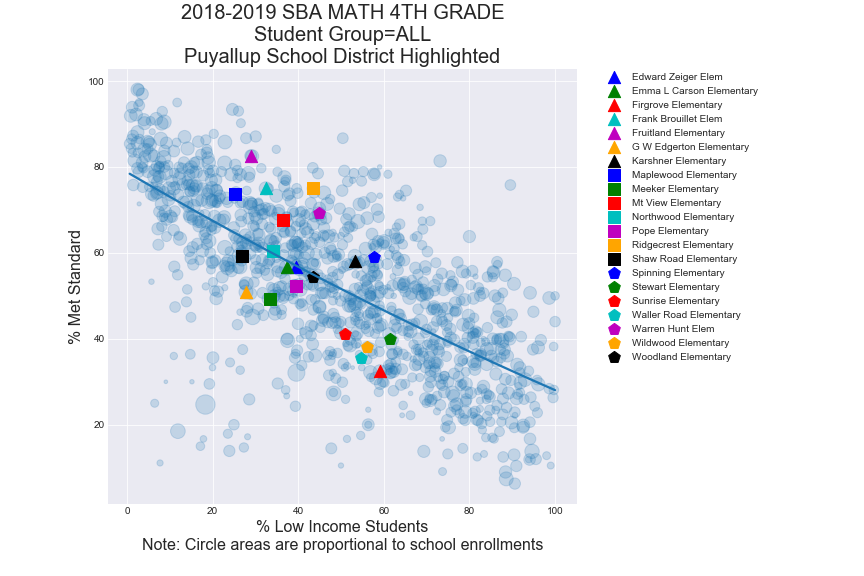 2018-2019 SBA MATH 4TH GRADE
Student Group=ALL
Puyallup School District Highlighted
100
80
60
40
20
% Met Standard
0 20 40 60 80 100
% Low Income Students
Note: Circle areas are proportional to school enrollments
Edward Zeiger Elem
Emma L Carson Elementary
Firgrove Elementary
Frank Brouillet Elem
Fruitland Elementary
G W Edgerton Elementary
Karshner Elementary
Maplewood Elementary
Meeker Elementary
Mt View Elementary
Northwood Elementary
Pope Elementary
Ridgecrest Elementary
Shaw Road Elementary
Spinning Elementary
Stewart Elementary
Sunrise Elementary
Waller Road Elementary
Warren Hunt Elem
Wildwood Elementary
Woodland Elementary